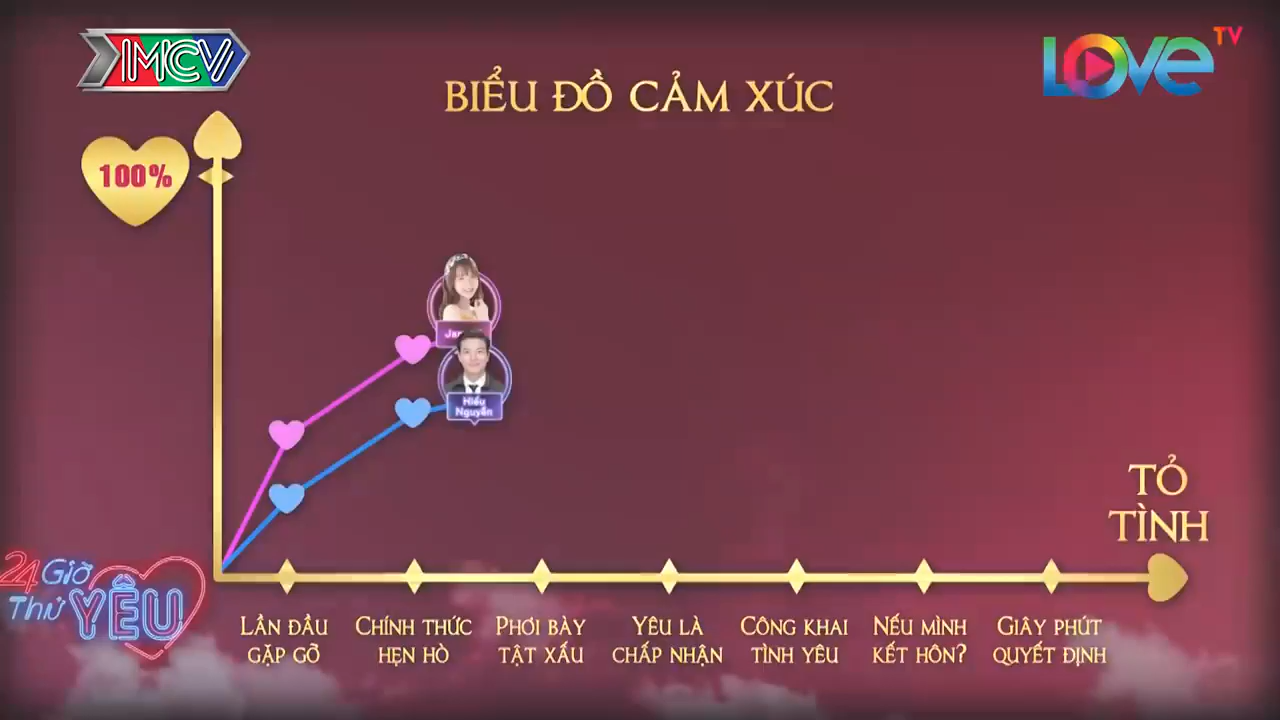 MCV
LOVE TV
BIỂU ĐỒ CẢM XÚC
100%
Hiếu
Nguyễn
TỎ
TÌNH
24 Giờ
Thử YÊU
LẦN ĐẦU
GẶP GỠ
CHÍNH THỨC
HẸN HÒ
PHƠI BÀY
TẬT XẤU
YÊU LÀ
CHẤP NHẬN
CÔNG KHAI
TÌNH YÊU
NẾU MÌNH
KẾT HÔN?
GIÂY PHÚT
QUYẾT ĐỊNH